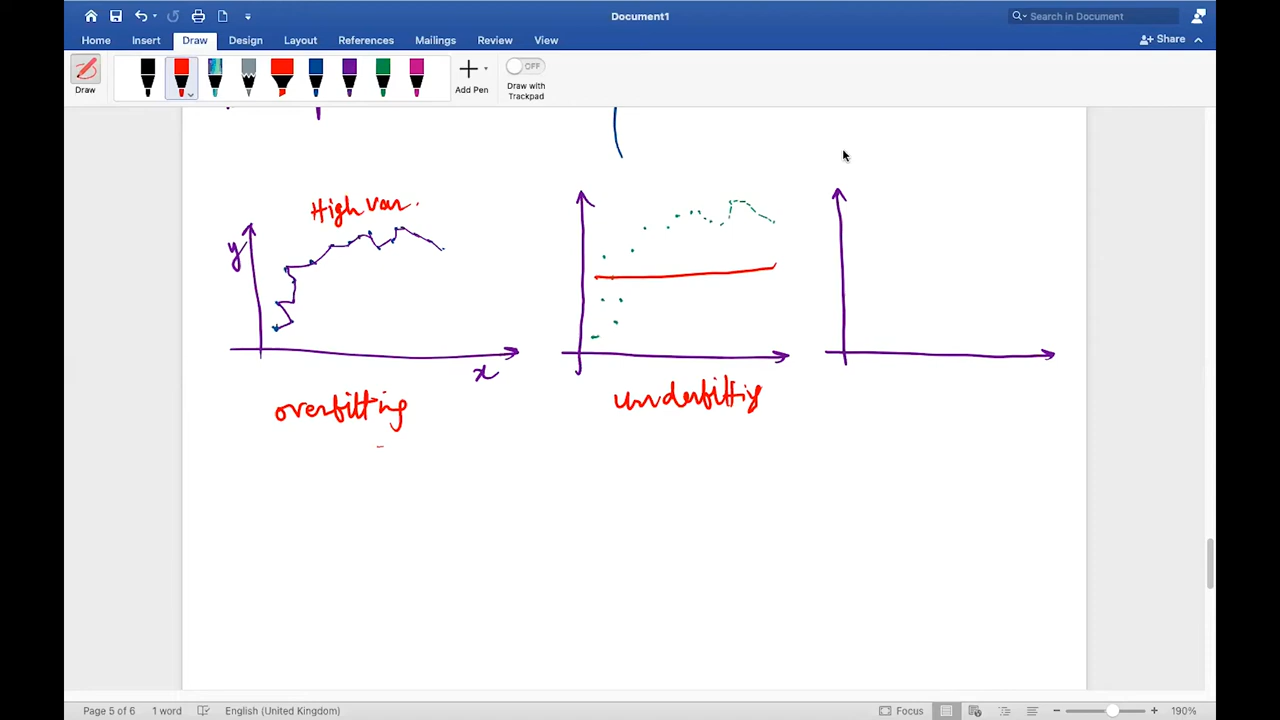 Document1
Search in Document
Home Insert Draw Design Layout References Mailings Review View
Share
OFF
Draw
Add Pen
Draw with
Trackpad
High var.
y
x
overfitting
underfittig
Page 5 of 6 1 word English (United Kingdom) Focus 190%